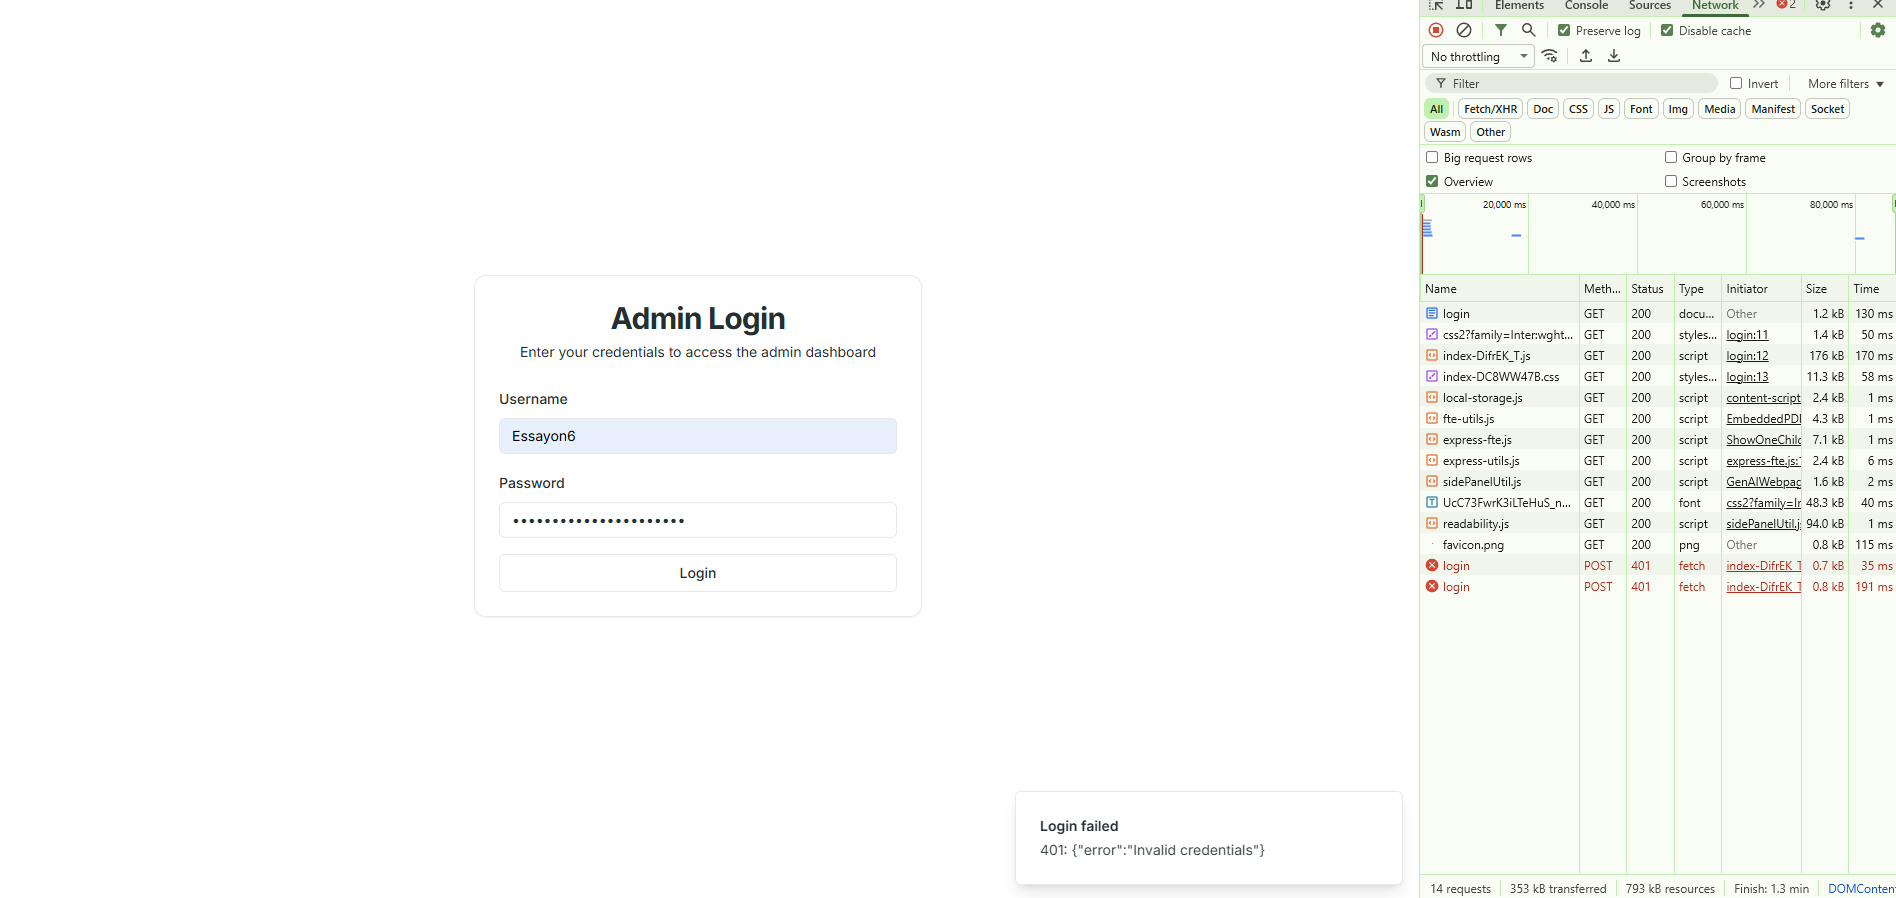 Admin Login
Enter your credentials to access the admin dashboard
Username
Essayon6
Password
••••••••••••••••••••••
Login
Login failed
401: {"error":"Invalid credentials"}
Elements Console Sources Network 2
Preserve log Disable cache
No throttling
Filter Invert More filters
All Fetch/XHR Doc CSS JS Font Img Media Manifest Socket
Wasm Other
Big request rows Group by frame
Overview Screenshots
20,000 ms 40,000 ms 60,000 ms 80,000 ms
Name Meth... Status Type Initiator Size Time
login GET 200 docu... Other 1.2 kB 130 ms
css2?family=Inter:wght... GET 200 styles... login:11 1.4 kB 50 ms
index-DifrEK_T.js GET 200 script login:12 176 kB 170 ms
index-DC8WW47B.css GET 200 styles... login:13 11.3 kB 58 ms
local-storage.js GET 200 script content-script 2.4 kB 1 ms
fte-utils.js GET 200 script EmbeddedPDF 4.3 kB 1 ms
express-fte.js GET 200 script ShowOneChild 7.1 kB 1 ms
express-utils.js GET 200 script express-fte.js: 2.4 kB 6 ms
sidePanelUtil.js GET 200 script GenAIWebpag 1.6 kB 2 ms
UcC73FwrK3iLTeHuS_n... GET 200 font css2?family=In 48.3 kB 40 ms
readability.js GET 200 script sidePanelUtil.j 94.0 kB 1 ms
favicon.png GET 200 png Other 0.8 kB 115 ms
login POST 401 fetch index-DifrEK_T 0.7 kB 35 ms
login POST 401 fetch index-DifrEK_T 0.8 kB 191 ms
14 requests 353 kB transferred 793 kB resources Finish: 1.3 min DOMConten